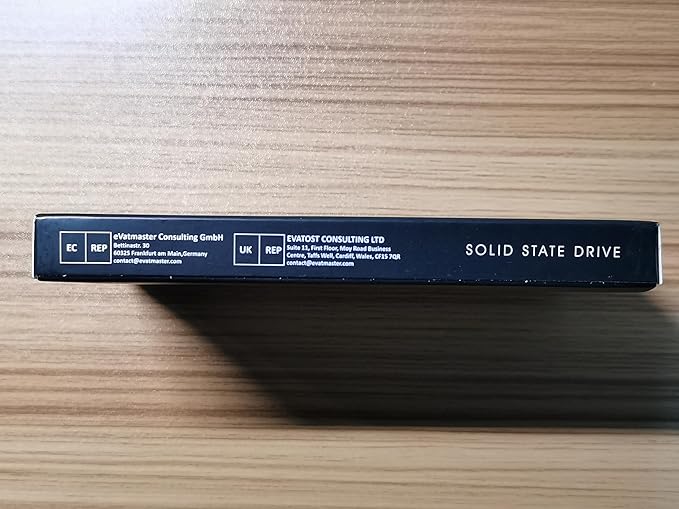 EC REP
eVatmaster Consulting GmbH
Bettinastr. 30
60325 Frankfurt am Main,Germany
contact@evatmaster.com
UK REP
EVATOST CONSULTING LTD
Suite 11, First Floor, Moy Road Business
Centre, Taffs Well, Cardiff, Wales, CF15 7QR
contact@evatmaster.com
SOLID STATE DRIVE